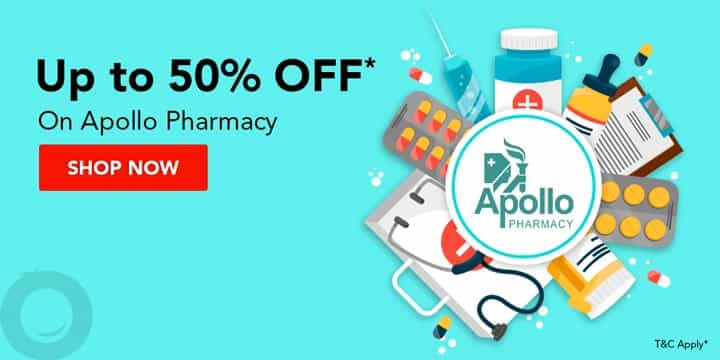 Up to 50% OFF*
On Apollo Pharmacy
SHOP NOW
Apollo
PHARMACY
T&C Apply*